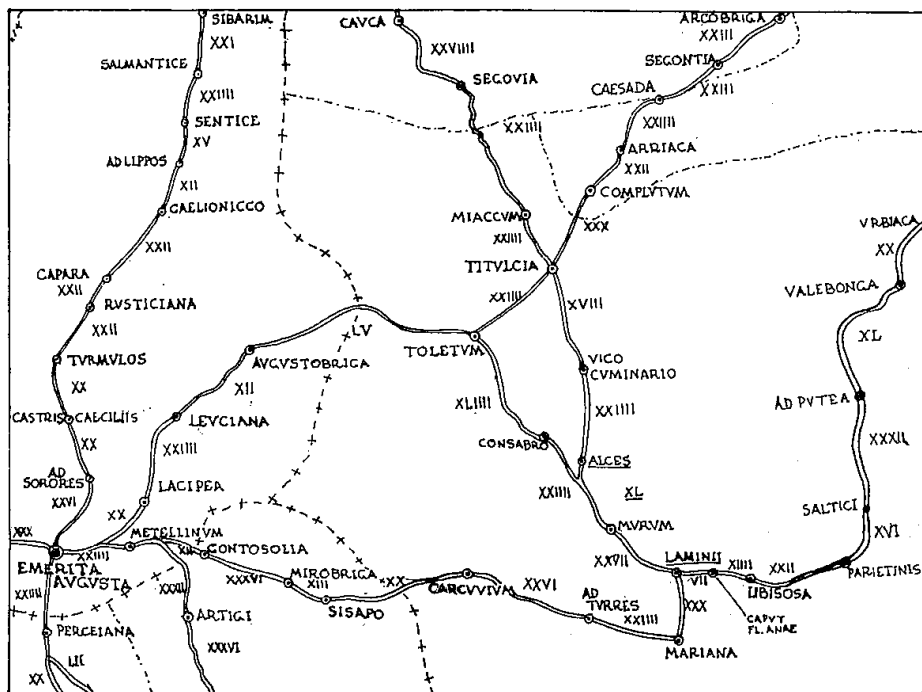 SIBARIM
XXI
SALMANTICE
XXIIII
SENTICE
XV
AD LIPPOS
XII
CAELIONICCO
XXII
CAPARA
XXII
RVSTICIANA
XXII
TVRMVLOS
XX
CASTRIS CAECILIIS
XX
AD
SORORES
XXVI
CAVCA
XXVIIII
SEGOVIA
XXIIII
MIACCVM
XXIIII
TITVLCIA
ARCOBRIGA
XXIII
SEGONTIA
XXIII
CAESADA
XXIIII
ARRIACA
XXII
COMPLVTVM
XXX
XXIIII
XVIII
TOLETVM
LV
AVGVSTOBRIGA
XII
LEVCIANA
XXIIII
LACIPEA
XX
VICO
CVMINARIO
XXIIII
ALCES
XLIIII
CONSABRO
XXIIII
XL
MVRVM
XXVII
LAMINII
VII
CAPVT
FL. ANAE
XIIII
LIBISOSA
XXII
PARIETINIS
XVI
SALTICI
XXXII
AD PVTEA
XL
VALEBONGA
XX
VRBIACA
XXX
EMERITA
AVGVSTA
XXIIII
METELLINVM
XII
CONTOSOLIA
XXXVI
MIROBRIGA
XIII
SISAPO
XX
CARCVVIVM
XXVI
AD
TVRRES
XXIIII
MARIANA
XXX
XXXII
ARTIGI
XXXVI
XXIIII
PERCEIANA
LII
XX